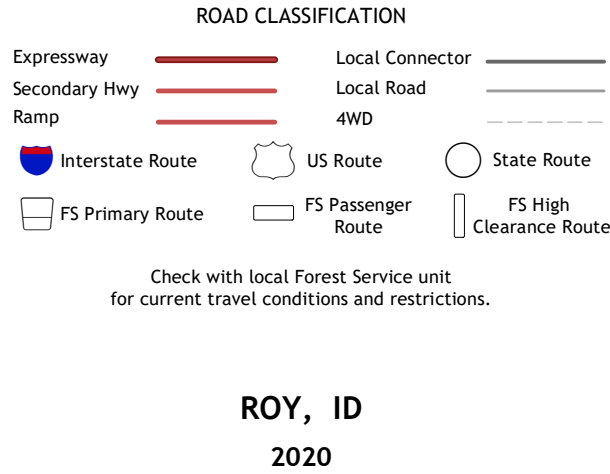 ROAD CLASSIFICATION
Expressway
Local Connector
Secondary Hwy
Local Road
Ramp
4WD
Interstate Route
US Route
State Route
FS Primary Route
FS Passenger
Route
FS High
Clearance Route
Check with local Forest Service unit
for current travel conditions and restrictions.
ROY, ID
2020